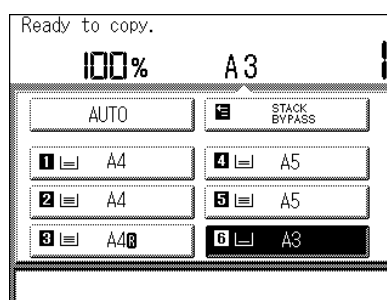 Ready to copy.
100% A3 1
AUTO STACK BYPASS
1 A4 4 A5
2 A4 5 A5
3 A4R 6 A3